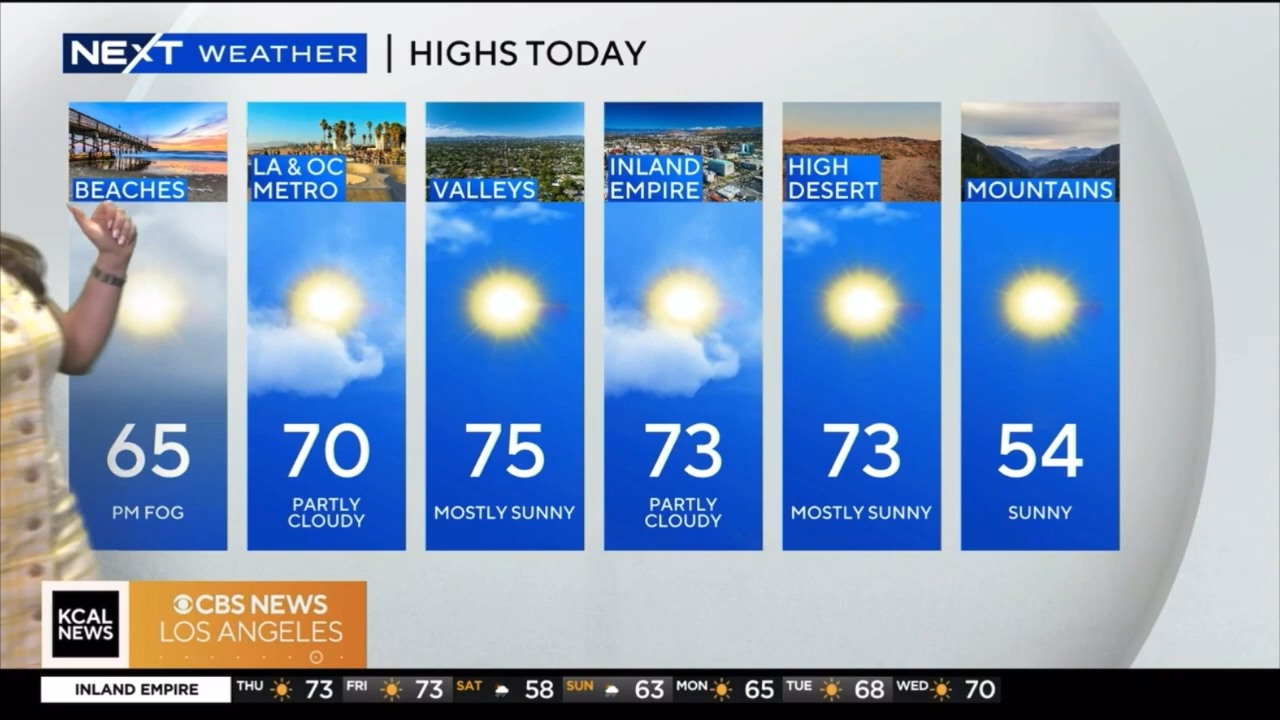 NEXT WEATHER | HIGHS TODAY
BEACHES
LA & OC
METRO
VALLEYS
INLAND
EMPIRE
HIGH
DESERT
MOUNTAINS
65
70
75
73
73
54
PM FOG
PARTLY
CLOUDY
MOSTLY SUNNY
PARTLY
CLOUDY
MOSTLY SUNNY
SUNNY
KCAL
NEWS
CBS NEWS
LOS ANGELES
INLAND EMPIRE THU 73 FRI 73 SAT 58 SUN 63 MON 65 TUE 68 WED 70